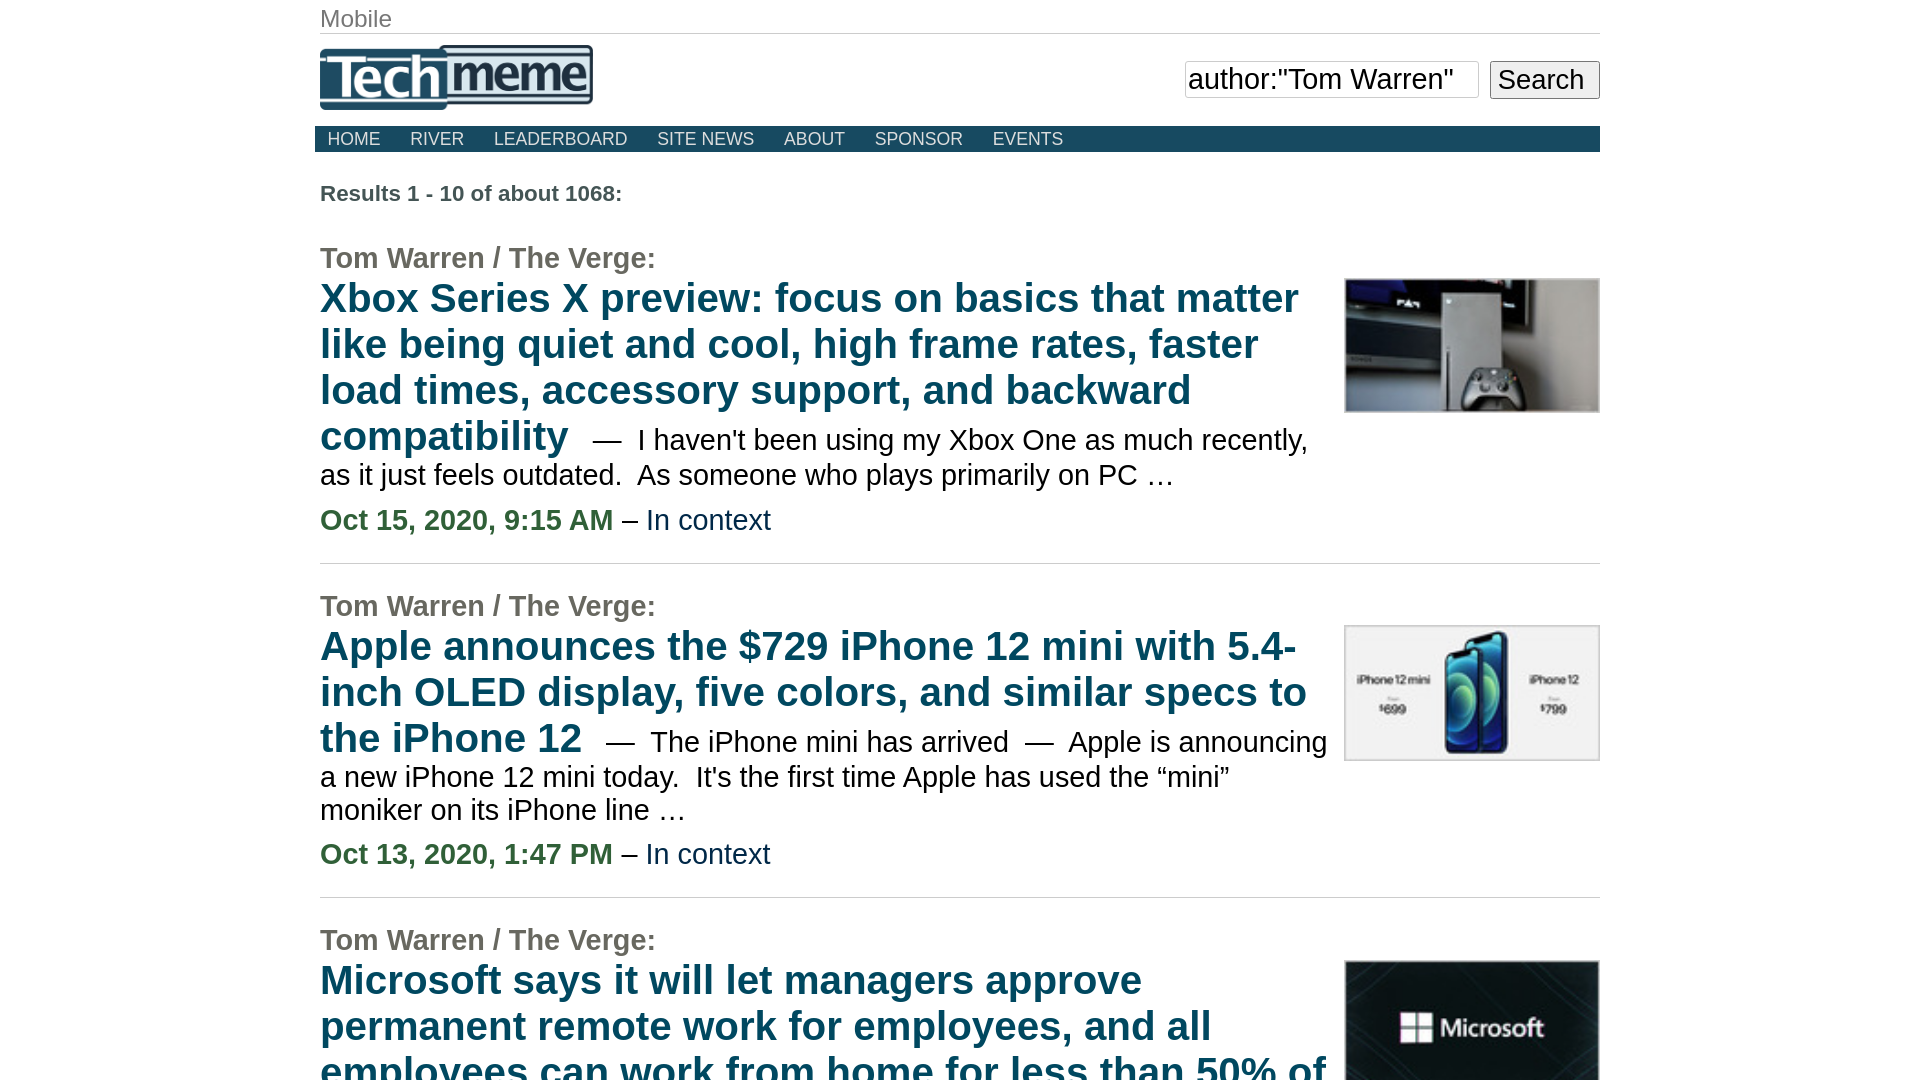 Mobile
Techmeme
author:"Tom Warren"
Search
HOME RIVER LEADERBOARD SITE NEWS ABOUT SPONSOR EVENTS
Results 1 - 10 of about 1068:
Tom Warren / The Verge:
Xbox Series X preview: focus on basics that matter
like being quiet and cool, high frame rates, faster
load times, accessory support, and backward
compatibility — I haven't been using my Xbox One as much recently,
as it just feels outdated. As someone who plays primarily on PC …
Oct 15, 2020, 9:15 AM – In context
Tom Warren / The Verge:
Apple announces the $729 iPhone 12 mini with 5.4-
inch OLED display, five colors, and similar specs to
the iPhone 12 — The iPhone mini has arrived — Apple is announcing
a new iPhone 12 mini today. It's the first time Apple has used the “mini”
moniker on its iPhone line …
iPhone 12 mini
$699
iPhone 12
$799
Oct 13, 2020, 1:47 PM – In context
Tom Warren / The Verge:
Microsoft says it will let managers approve
permanent remote work for employees, and all
employees can work from home for less than 50% of
Microsoft